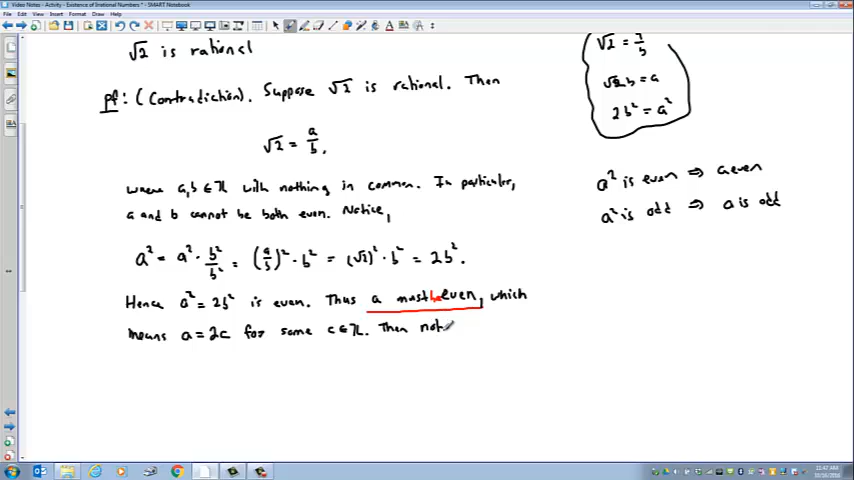 Video Notes - Activity - Existence of Irrational Numbers * - SMART Notebook
File Edit View Insert Format Draw Help
√2 is rational
pf: (Contradiction). Suppose √2 is rational. Then
√2 = a/b,
where a,b ∈ ℤ with nothing in common. In particular,
a and b cannot be both even. Notice,
a² = a² · b²/b² = (a/b)² · b² = (√2)² · b² = 2b².
Hence a² = 2b² is even. Thus a must be even, which
means a = 2c for some c ∈ ℤ. Then not
√2 = a/b
√2 b = a
2b² = a²
a² is even ⇒ a even
a² is odd ⇒ a is odd
11:47 AM